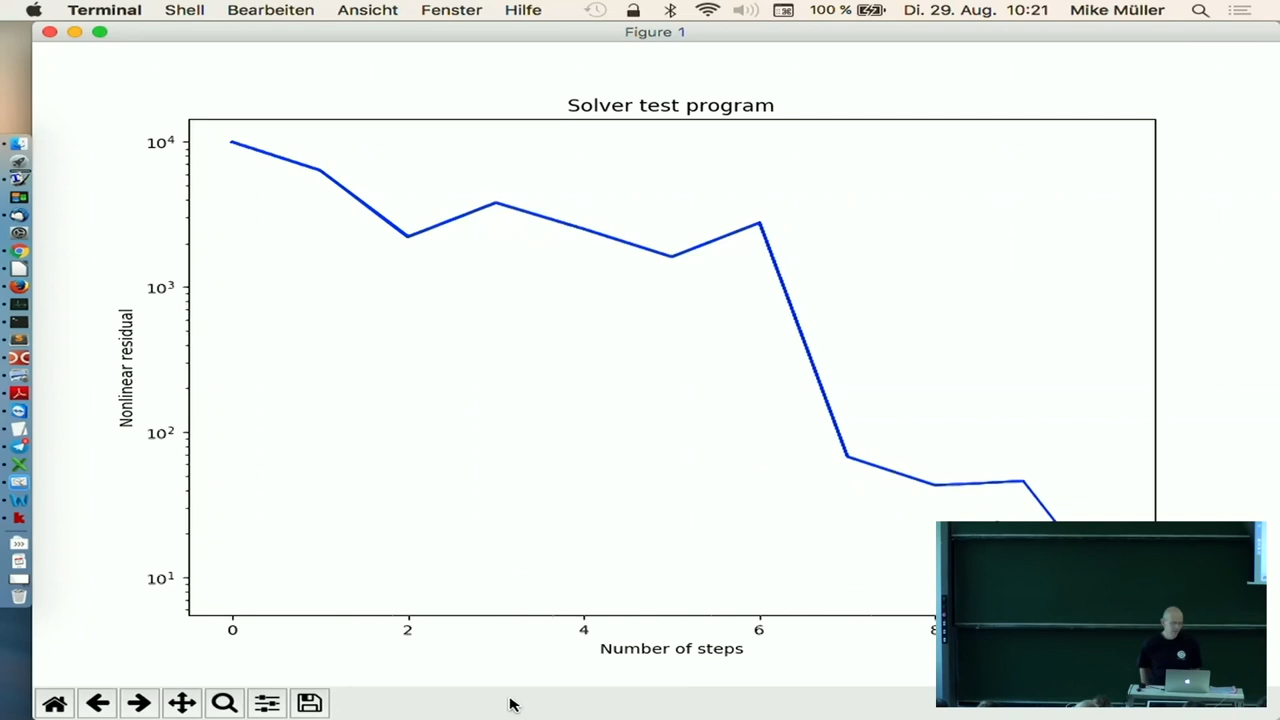 Terminal Shell Bearbeiten Ansicht Fenster Hilfe 100 % Di. 29. Aug. 10:21 Mike Müller
Figure 1
Solver test program
10⁴
10³
10²
10¹
Nonlinear residual
0 2 4 6 8
Number of steps